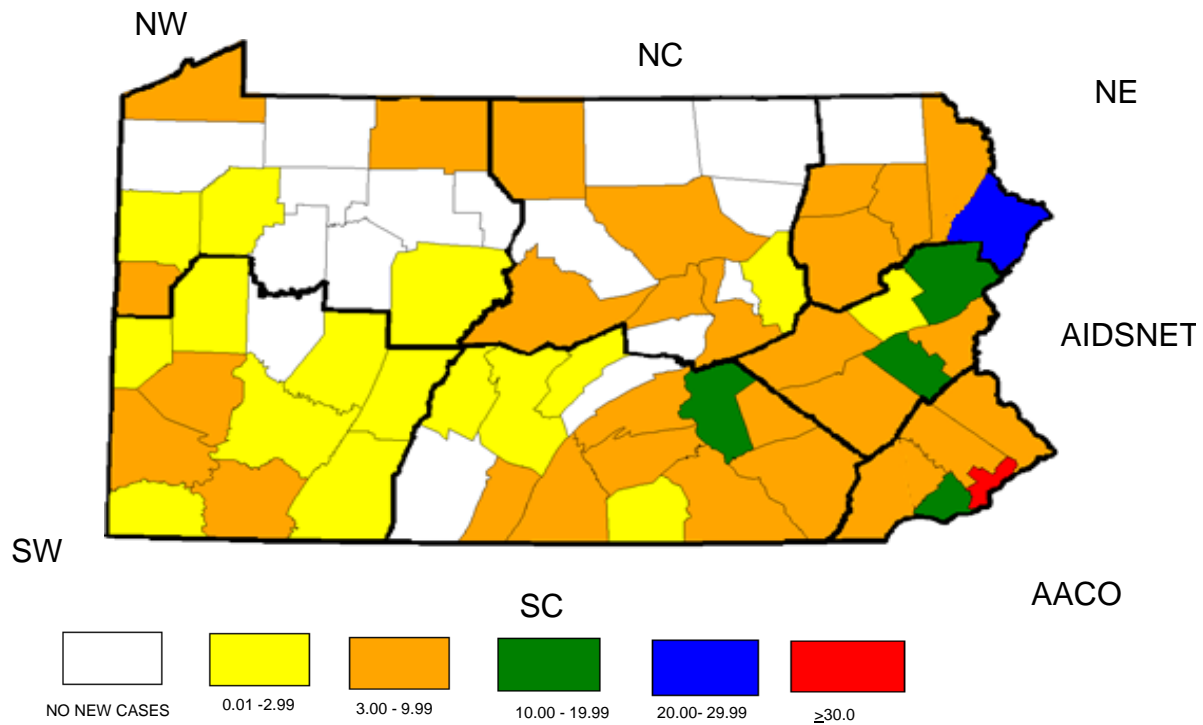 NW
NC
NE
AIDSNET
SW
AACO
SC
NO NEW CASES
0.01 -2.99
3.00 - 9.99
10.00 - 19.99
20.00- 29.99
≥30.0